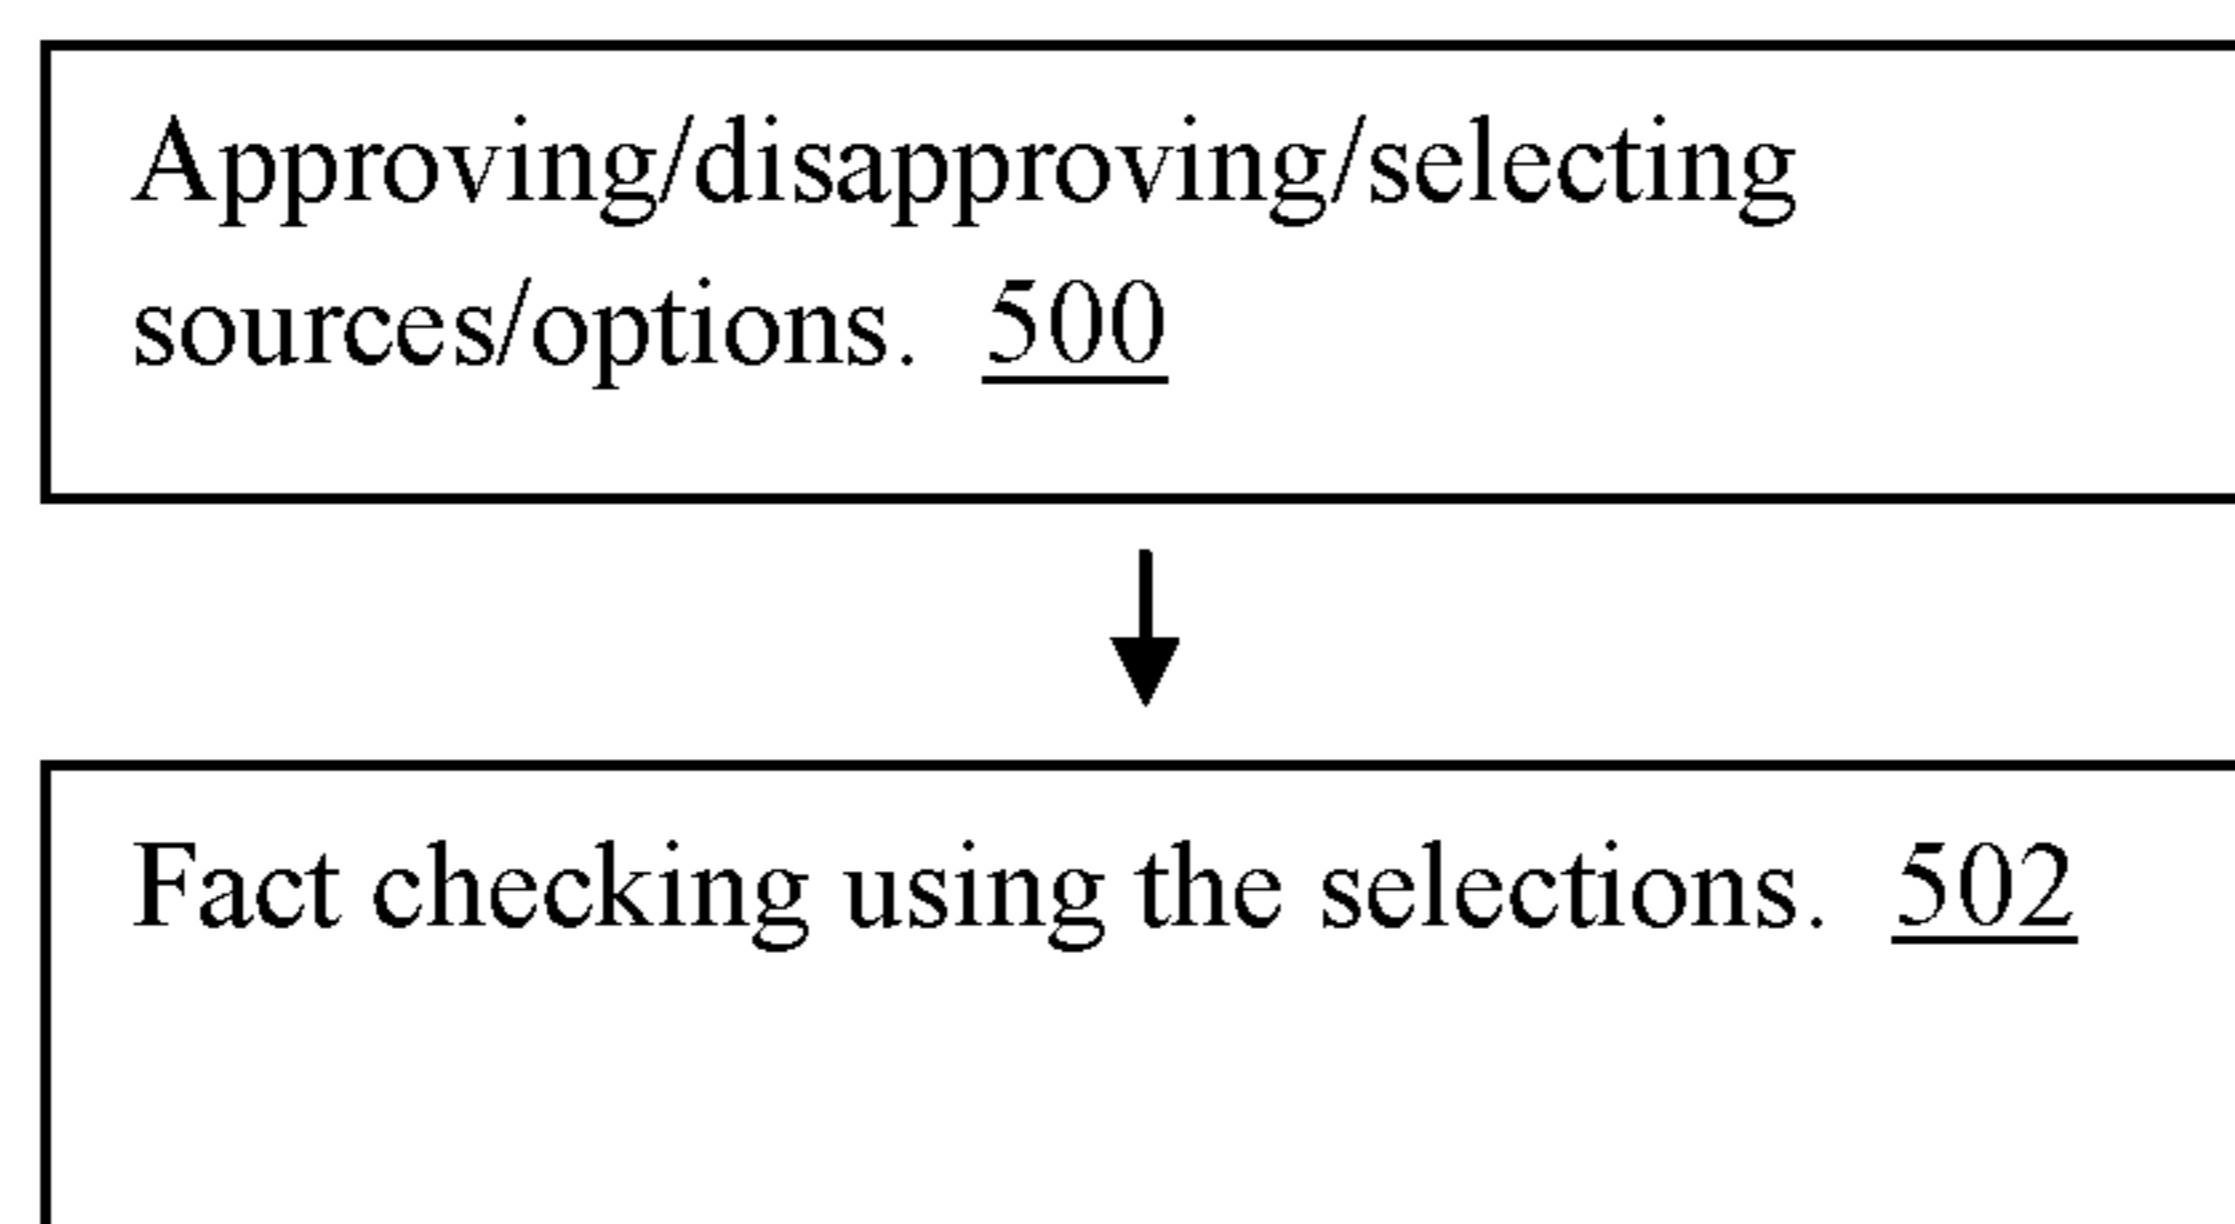 Approving/disapproving/selecting
sources/options. 500
Fact checking using the selections. 502